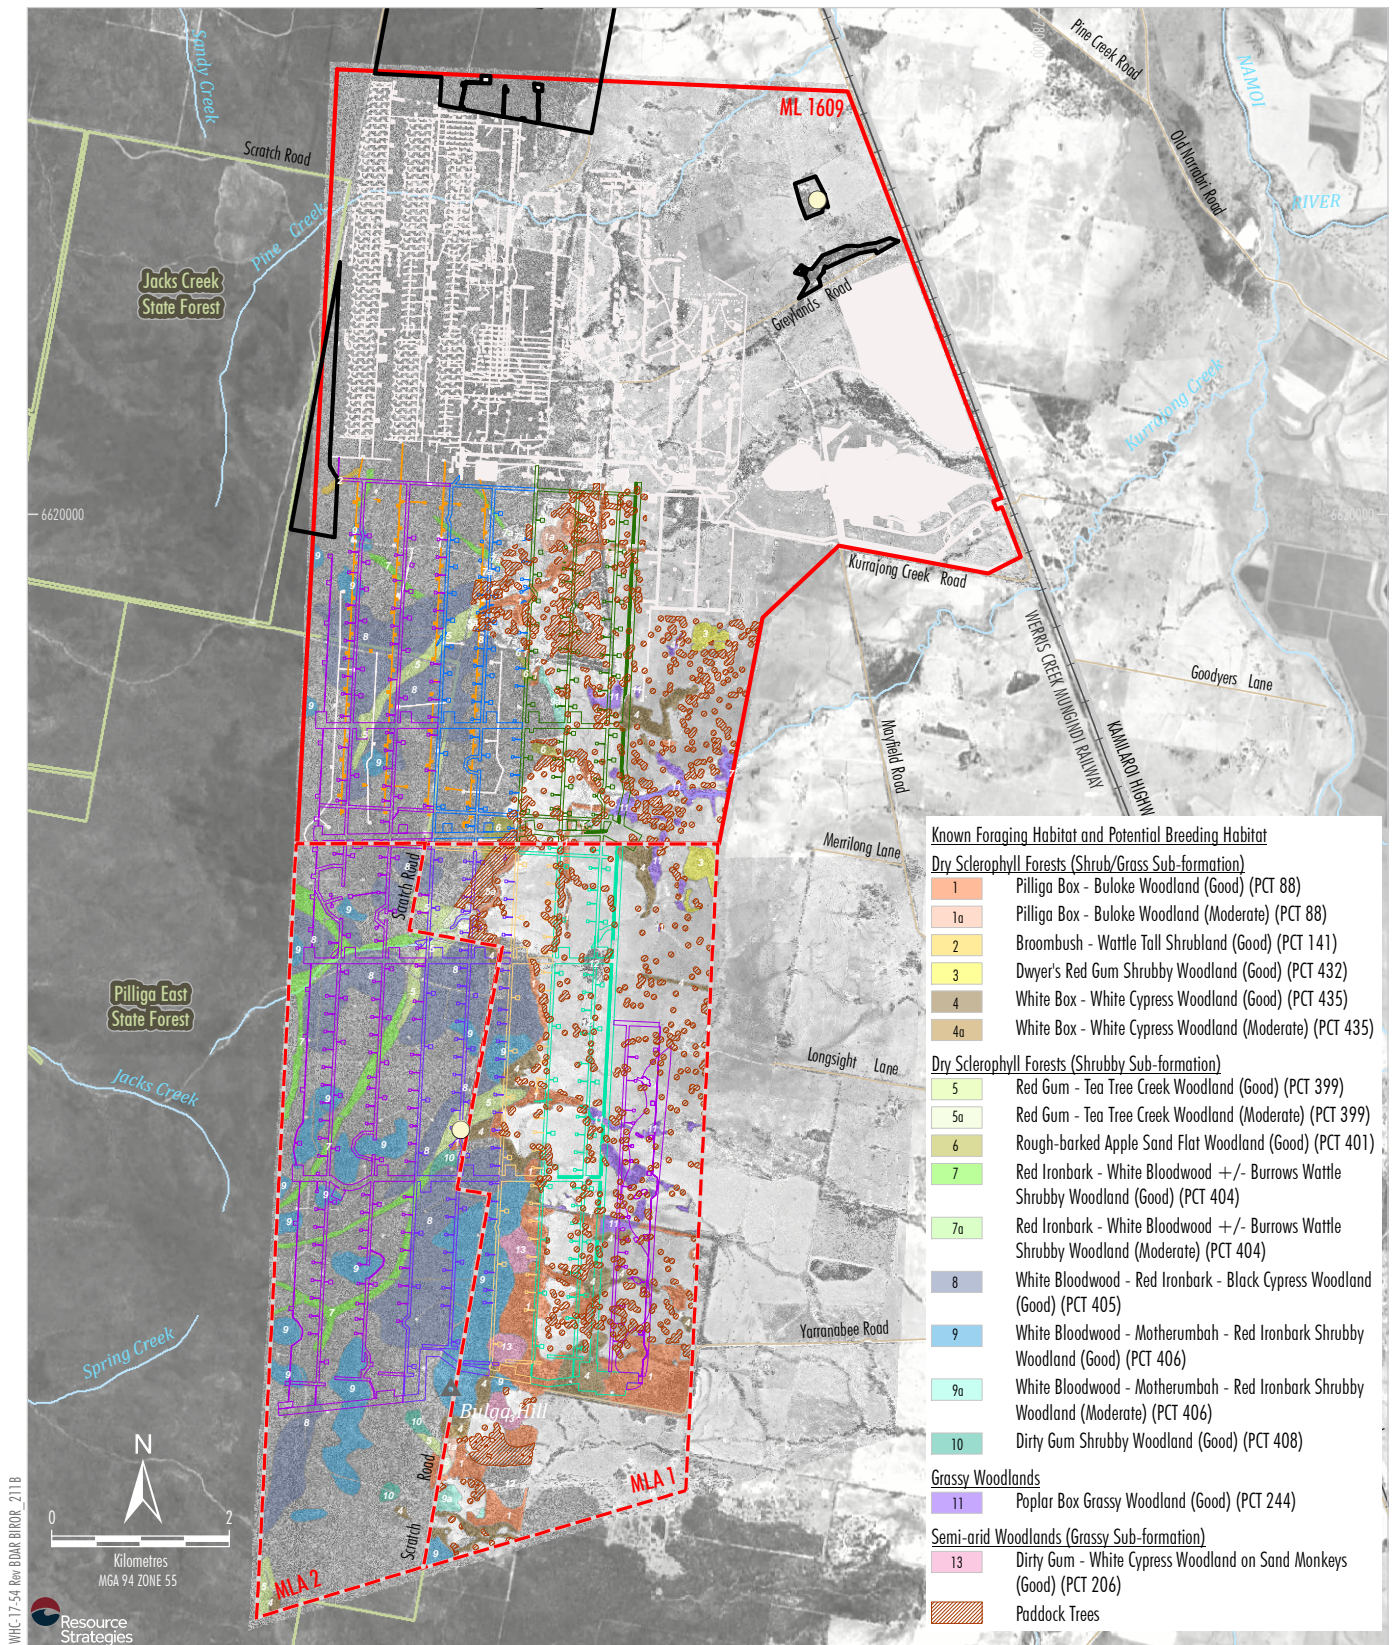 Sandy Creek
Scratch Road
Pine Creek
Jacks Creek
State Forest
ML 1609
Pine Creek Road
NAMOI
Old Narrabri Road
RIVER
Greylands Road
Kurrajong Creek
6620000
Kurrajong Creek Road
WERRIS CREEK MUNGINDI RAILWAY
KAMILAROI HIGHW
Goodyers Lane
Mayfield Road
Merrilong Lane
Scratch Road
Pilliga East
State Forest
Jacks Creek
Longsight Lane
Yarranabee Road
Spring Creek
Bulga Hill
Scratch Road
MLA 1
MLA 2
N
0 2
Kilometres
MGA 94 ZONE 55
WHC-17-54 Rev BDAR BIROR_211B
Resource
Strategies
Known Foraging Habitat and Potential Breeding Habitat
Dry Sclerophyll Forests (Shrub/Grass Sub-formation)
1 Pilliga Box - Buloke Woodland (Good) (PCT 88)
1a Pilliga Box - Buloke Woodland (Moderate) (PCT 88)
2 Broombush - Wattle Tall Shrubland (Good) (PCT 141)
3 Dwyer's Red Gum Shrubby Woodland (Good) (PCT 432)
4 White Box - White Cypress Woodland (Good) (PCT 435)
4a White Box - White Cypress Woodland (Moderate) (PCT 435)
Dry Sclerophyll Forests (Shrubby Sub-formation)
5 Red Gum - Tea Tree Creek Woodland (Good) (PCT 399)
5a Red Gum - Tea Tree Creek Woodland (Moderate) (PCT 399)
6 Rough-barked Apple Sand Flat Woodland (Good) (PCT 401)
7 Red Ironbark - White Bloodwood +/- Burrows Wattle
Shrubby Woodland (Good) (PCT 404)
7a Red Ironbark - White Bloodwood +/- Burrows Wattle
Shrubby Woodland (Moderate) (PCT 404)
8 White Bloodwood - Red Ironbark - Black Cypress Woodland
(Good) (PCT 405)
9 White Bloodwood - Motherumbah - Red Ironbark Shrubby
Woodland (Good) (PCT 406)
9a White Bloodwood - Motherumbah - Red Ironbark Shrubby
Woodland (Moderate) (PCT 406)
10 Dirty Gum Shrubby Woodland (Good) (PCT 408)
Grassy Woodlands
11 Poplar Box Grassy Woodland (Good) (PCT 244)
Semi-arid Woodlands (Grassy Sub-formation)
13 Dirty Gum - White Cypress Woodland on Sand Monkeys
(Good) (PCT 206)
Paddock Trees